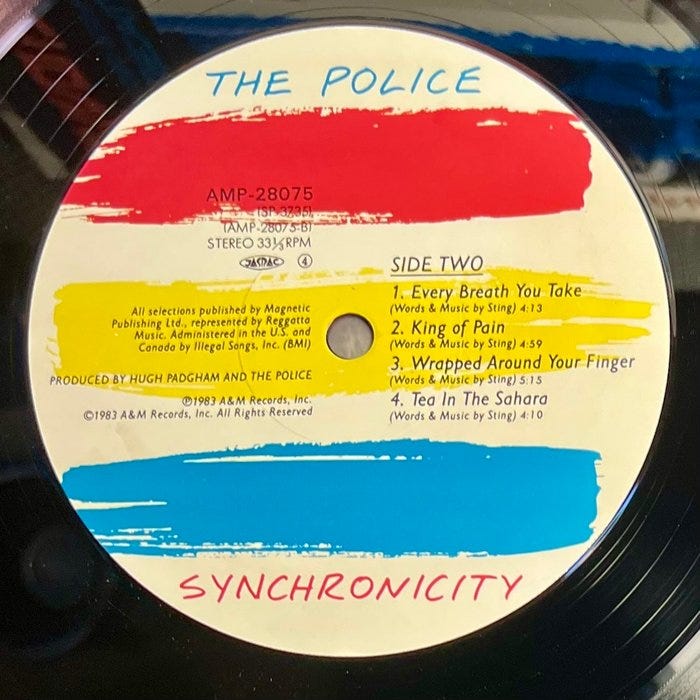 THE POLICE
AMP-28075
(SP-3735)
(AMP-28075-B)
STEREO 33⅓RPM
JASRAC ④
All selections published by Magnetic
Publishing Ltd., represented by Reggatta
Music. Administered in the U.S. and
Canada by Illegal Songs, Inc. (BMI)
PRODUCED BY HUGH PADGHAM AND THE POLICE
℗1983 A&M Records, Inc.
©1983 A&M Records, Inc. All Rights Reserved
SIDE TWO
1. Every Breath You Take
(Words & Music by Sting) 4:13
2. King of Pain
(Words & Music by Sting) 4:59
3. Wrapped Around Your Finger
(Words & Music by Sting) 5:15
4. Tea In The Sahara
(Words & Music by Sting) 4:10
SYNCHRONICITY